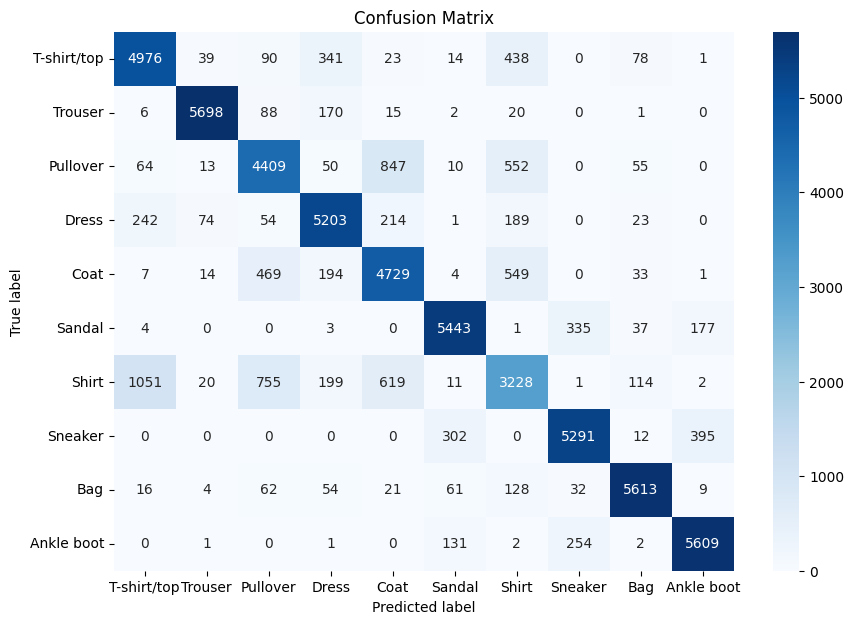 Confusion Matrix
True label
T-shirt/top 4976 39 90 341 23 14 438 0 78 1
Trouser 6 5698 88 170 15 2 20 0 1 0
Pullover 64 13 4409 50 847 10 552 0 55 0
Dress 242 74 54 5203 214 1 189 0 23 0
Coat 7 14 469 194 4729 4 549 0 33 1
Sandal 4 0 0 3 0 5443 1 335 37 177
Shirt 1051 20 755 199 619 11 3228 1 114 2
Sneaker 0 0 0 0 0 302 0 5291 12 395
Bag 16 4 62 54 21 61 128 32 5613 9
Ankle boot 0 1 0 1 0 131 2 254 2 5609
T-shirt/top Trouser Pullover Dress Coat Sandal Shirt Sneaker Bag Ankle boot
Predicted label
5000
4000
3000
2000
1000
0